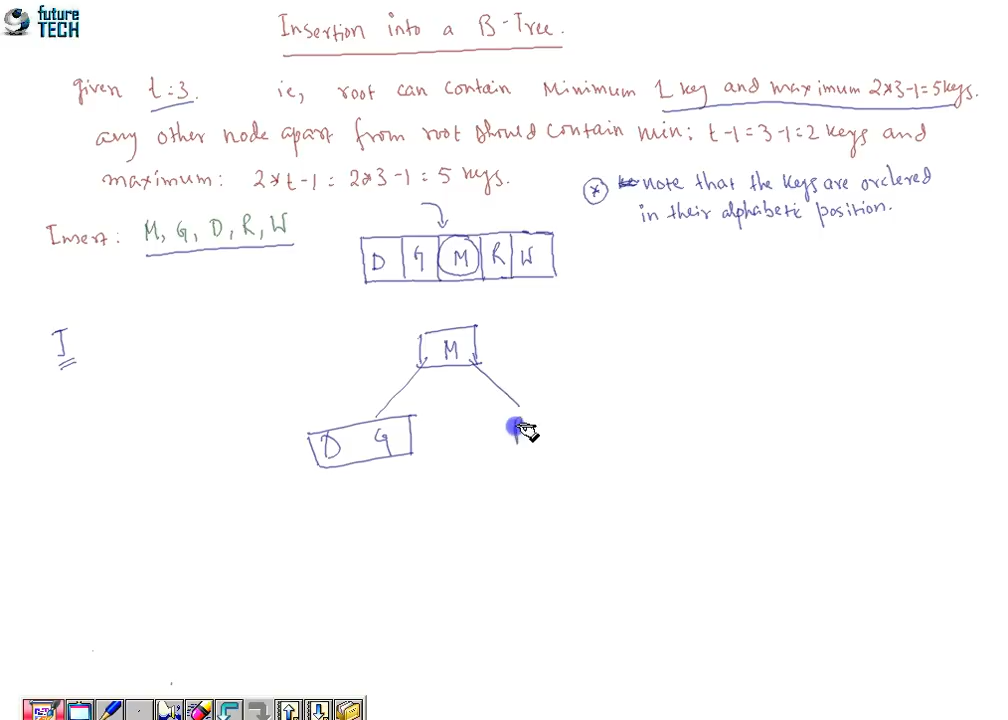 future
TECH
Insertion into a B-Tree.
given t=3. ie, root can contain Minimum 1 key and maximum 2*3-1=5keys.
any other node apart from root should contain min: t-1=3-1=2 keys and
maximum: 2*t-1 = 2*3-1 = 5 keys.
* note that the keys are ordered
in their alphabetic position.
Insert: M, G, D, R, W
D G M R W
I
M
D G